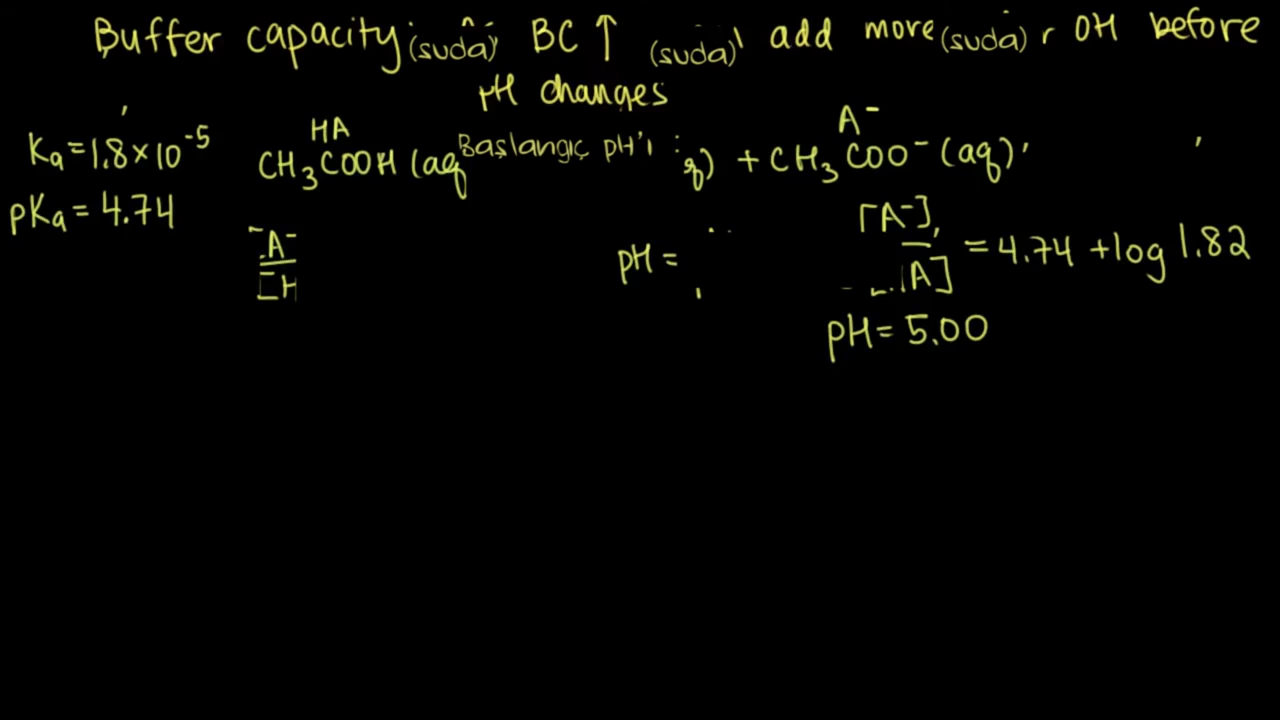 Buffer capacity (suda) BC ↑ (suda) add more (suda) r OH before
pH changes
HA A⁻
Ka = 1.8 × 10⁻⁵ CH₃COOH (aq Başlangıç pH'ı : q) + CH₃COO⁻ (aq)
pKa = 4.74
A⁻ [A⁻]
[H pH = A] = 4.74 + log 1.82
pH = 5.00